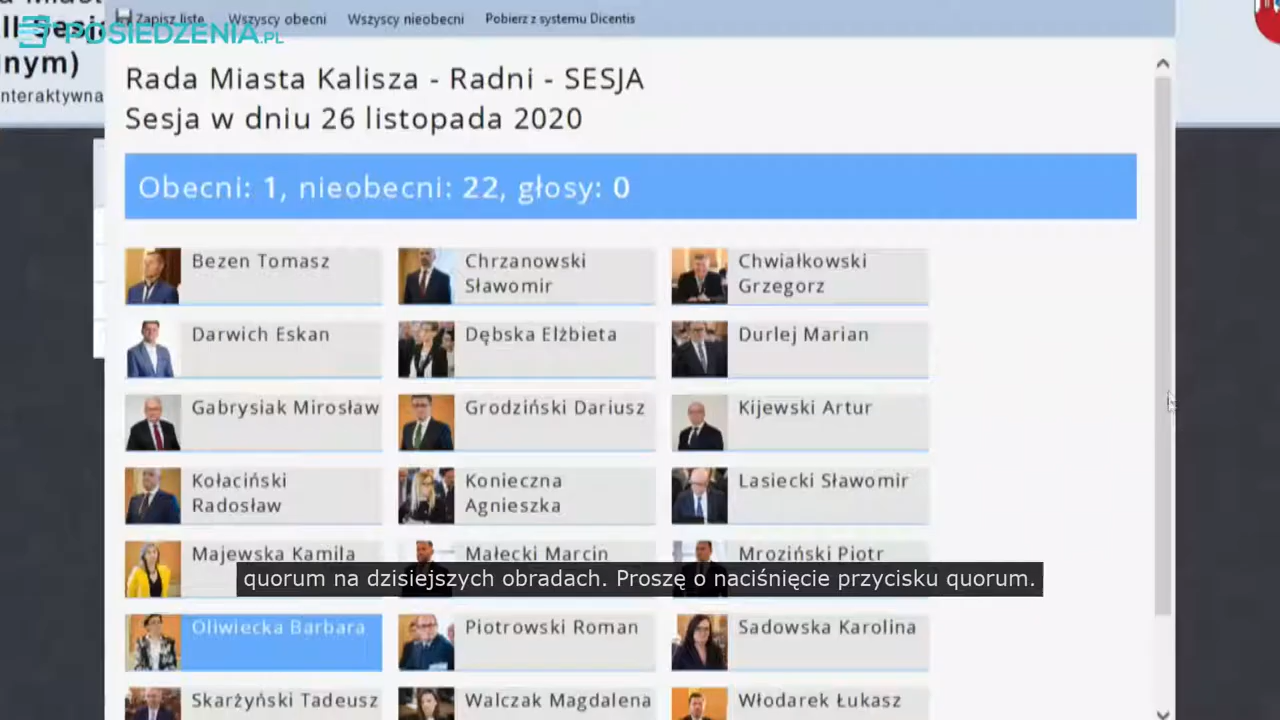 Zapisz listę
Wszyscy obecni
Wszyscy nieobecni
Pobierz z systemu Dicentis
POSIEDZENIA.PL
nym)
nteraktywna
Rada Miasta Kalisza - Radni - SESJA
Sesja w dniu 26 listopada 2020
Obecni: 1, nieobecni: 22, głosy: 0
Bezen Tomasz
Chrzanowski
Sławomir
Chwiałkowski
Grzegorz
Darwich Eskan
Dębska Elżbieta
Durlej Marian
Gabrysiak Mirosław
Grodziński Dariusz
Kijewski Artur
Kołaciński
Radosław
Konieczna
Agnieszka
Lasiecki Sławomir
Majewska Kamila
Małecki Marcin
Mroziński Piotr
quorum na dzisiejszych obradach. Proszę o naciśnięcie przycisku quorum.
Oliwiecka Barbara
Piotrowski Roman
Sadowska Karolina
Skarżyński Tadeusz
Walczak Magdalena
Włodarek Łukasz